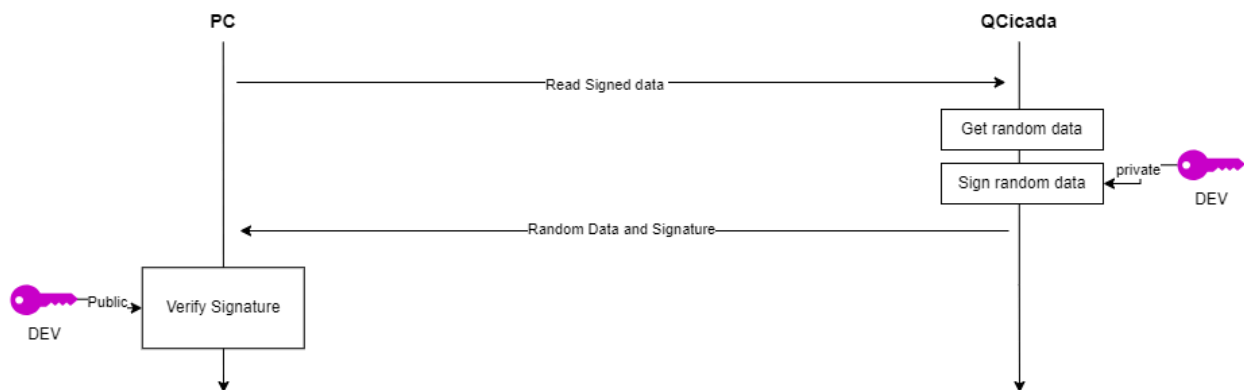 PC
QCicada
Read Signed data
Get random data
private
Sign random data
DEV
Random Data and Signature
Public
Verify Signature
DEV